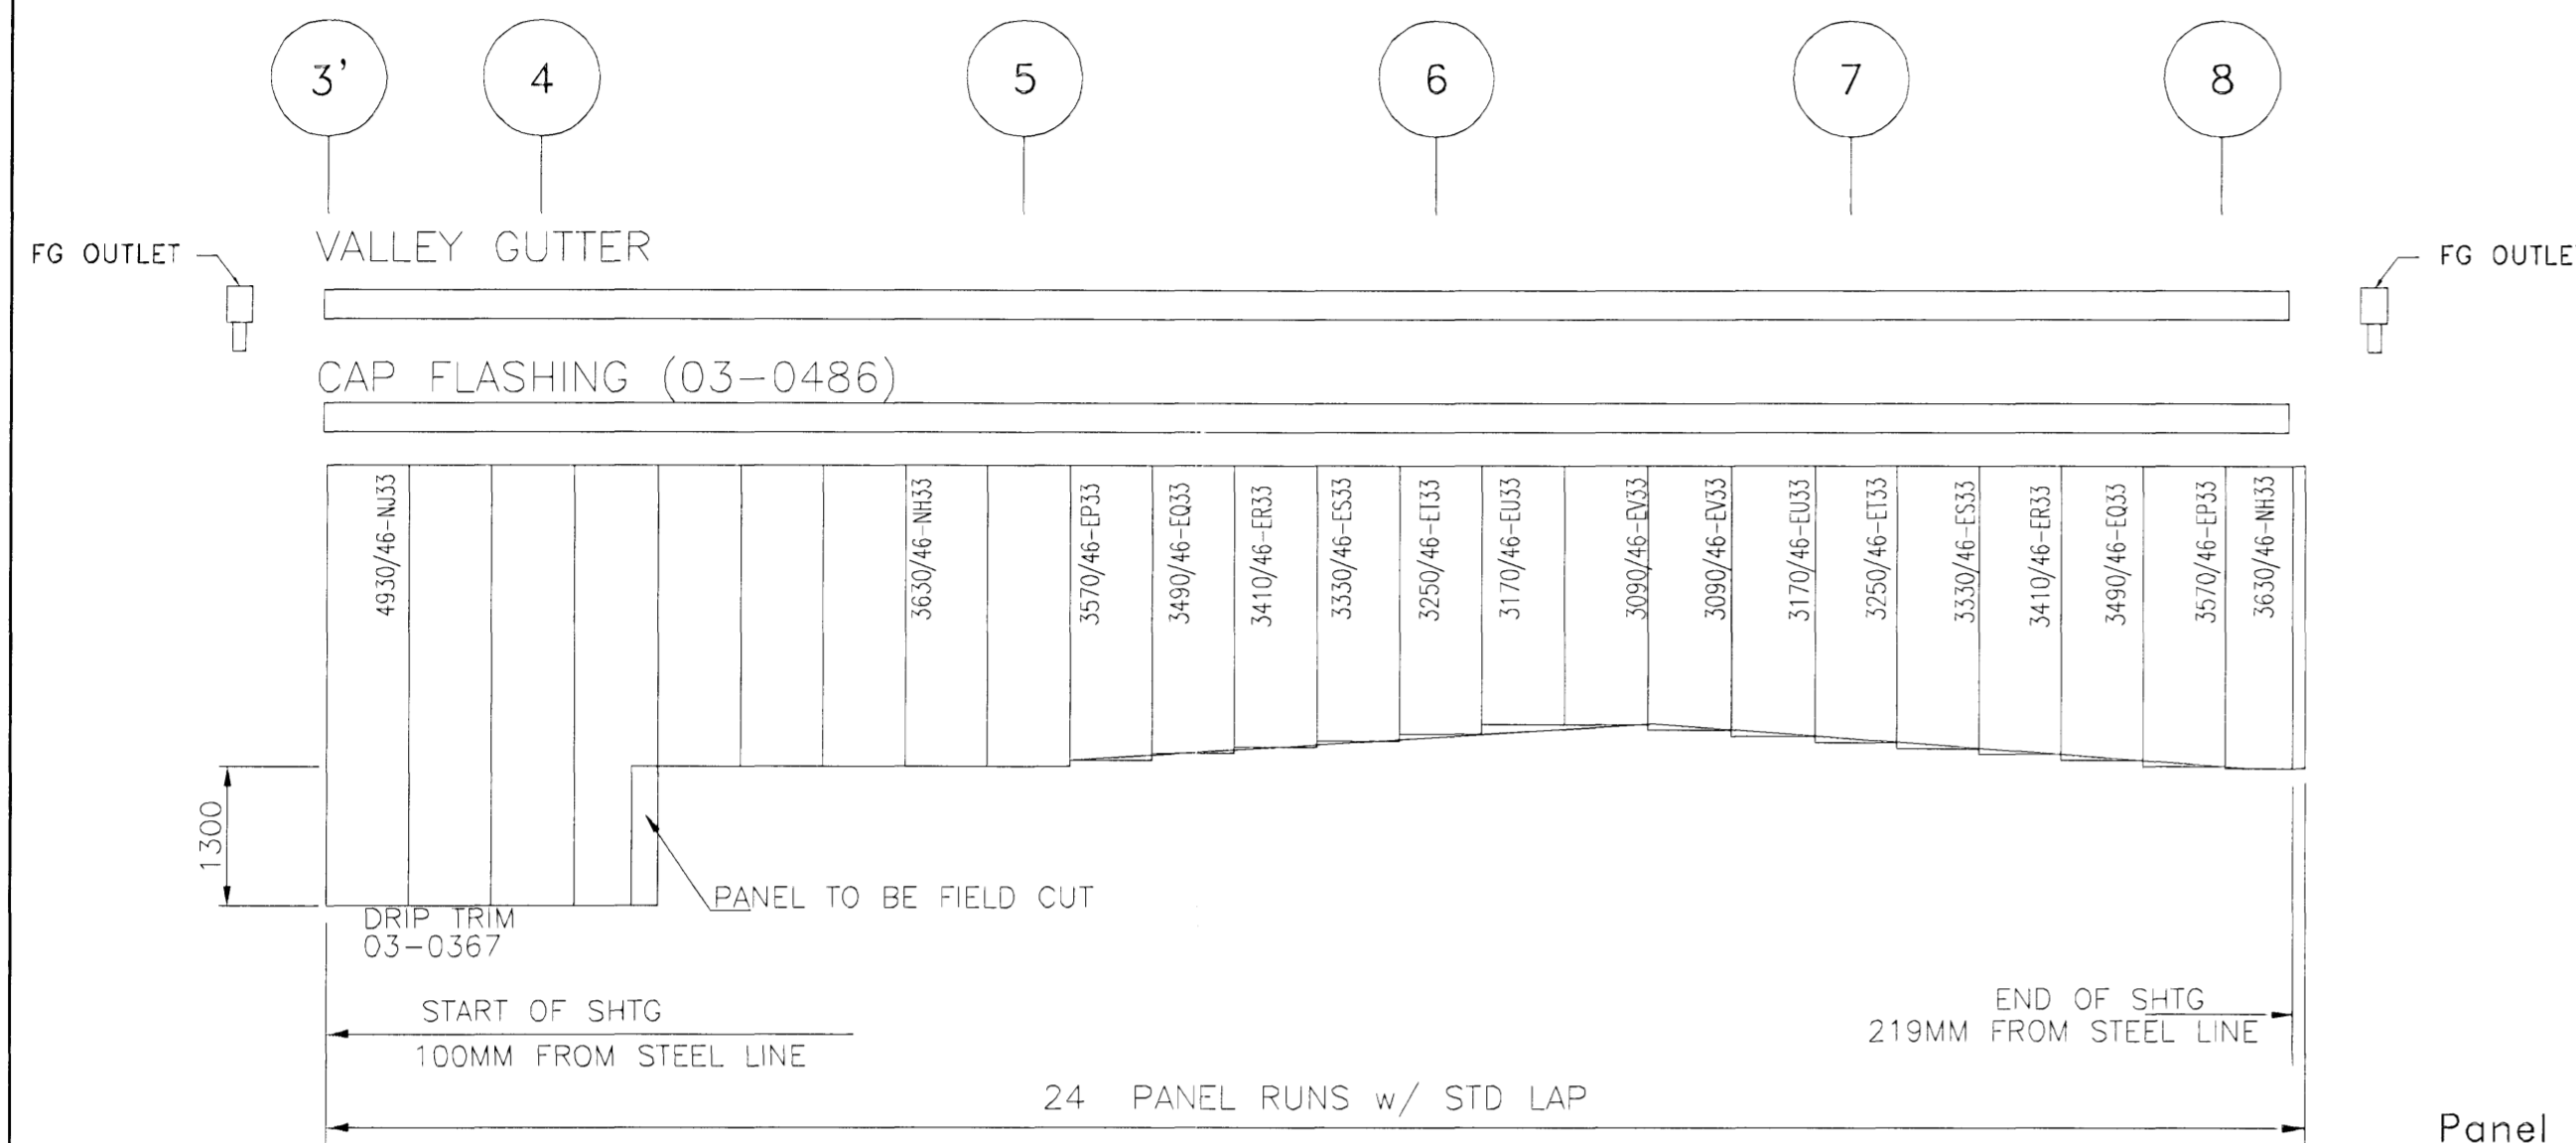 3' 4 5 6 7 8
FG OUTLET
VALLEY GUTTER
FG OUTLE
CAP FLASHING (03-0486)
4930/46-NJ33
3630/46-NH33
3570/46-EP33
3490/46-EQ33
3410/46-ER33
3330/46-ES33
3250/46-ET33
3170/46-EU33
3090/46-EV33
3090/46-EV33
3170/46-EU33
3250/46-ET33
3330/46-ES33
3410/46-ER33
3490/46-EQ33
3570/46-EP33
3630/46-NH33
1300
PANEL TO BE FIELD CUT
DRIP TRIM
03-0367
START OF SHTG
100MM FROM STEEL LINE
END OF SHTG
219MM FROM STEEL LINE
24 PANEL RUNS w/ STD LAP
Panel